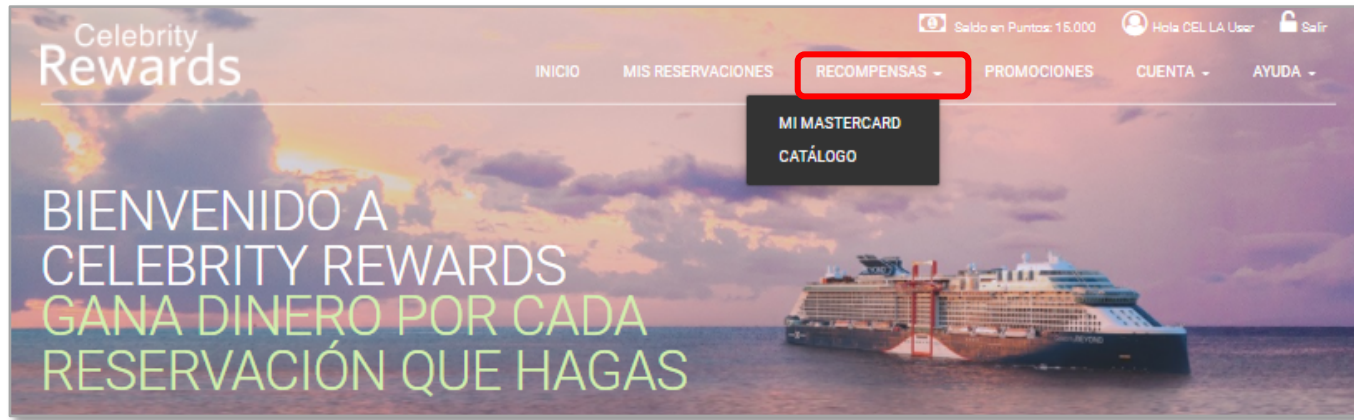 Celebrity
Rewards
Saldo en Puntos: 15.000 Hola CEL LA User Salir
INICIO MIS RESERVACIONES RECOMPENSAS PROMOCIONES CUENTA AYUDA
MI MASTERCARD
CATÁLOGO
BIENVENIDO A
CELEBRITY REWARDS
GANA DINERO POR CADA
RESERVACIÓN QUE HAGAS
BEYOND